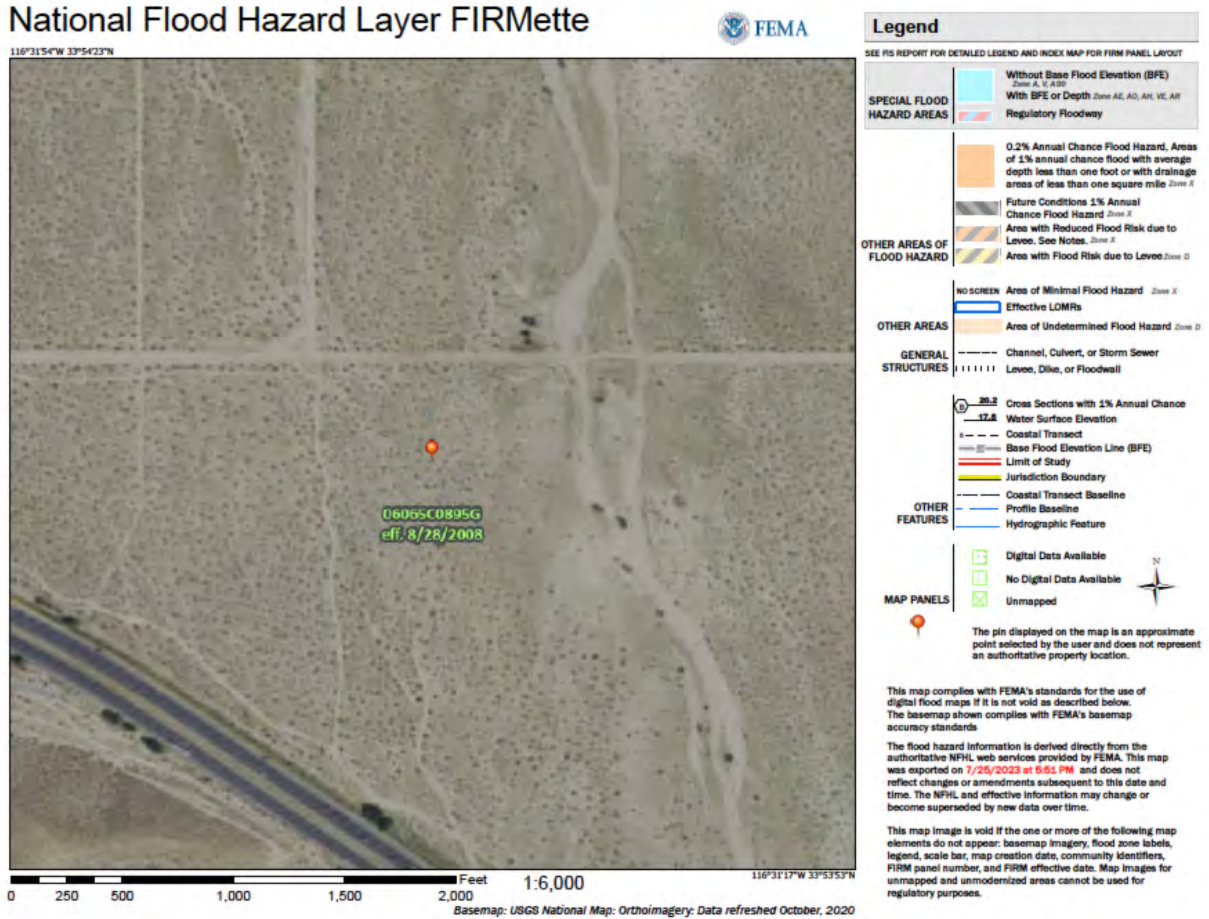 National Flood Hazard Layer FIRMette
FEMA
116°31'54"W 33°54'23"N
06065C0895G
eff. 8/28/2008
0 250 500 1,000 1,500 2,000
Feet
1:6,000
116°31'17"W 33°53'53"N
Basemap: USGS National Map: Orthoimagery: Data refreshed October, 2020
Legend
SEE FIS REPORT FOR DETAILED LEGEND AND INDEX MAP FOR FIRM PANEL LAYOUT
SPECIAL FLOOD
HAZARD AREAS
Without Base Flood Elevation (BFE)
Zone A, V, A99
With BFE or Depth Zone AE, AO, AH, VE, AR
Regulatory Floodway
0.2% Annual Chance Flood Hazard, Areas
of 1% annual chance flood with average
depth less than one foot or with drainage
areas of less than one square mile Zone X
Future Conditions 1% Annual
Chance Flood Hazard Zone X
Area with Reduced Flood Risk due to
Levee. See Notes. Zone X
OTHER AREAS OF
FLOOD HAZARD
Area with Flood Risk due to Levee Zone D
NO SCREEN Area of Minimal Flood Hazard Zone X
Effective LOMRs
OTHER AREAS
Area of Undetermined Flood Hazard Zone D
GENERAL
STRUCTURES
Channel, Culvert, or Storm Sewer
Levee, Dike, or Floodwall
B 20.2 Cross Sections with 1% Annual Chance
17.5 Water Surface Elevation
8 Coastal Transect
Base Flood Elevation Line (BFE)
Limit of Study
Jurisdiction Boundary
Coastal Transect Baseline
OTHER
FEATURES
Profile Baseline
Hydrographic Feature
Digital Data Available
No Digital Data Available
MAP PANELS
Unmapped
N
The pin displayed on the map is an approximate
point selected by the user and does not represent
an authoritative property location.
This map complies with FEMA's standards for the use of
digital flood maps if it is not void as described below.
The basemap shown complies with FEMA's basemap
accuracy standards
The flood hazard information is derived directly from the
authoritative NFHL web services provided by FEMA. This map
was exported on 7/25/2023 at 5:51 PM and does not
reflect changes or amendments subsequent to this date and
time. The NFHL and effective information may change or
become superseded by new data over time.
This map image is void if the one or more of the following map
elements do not appear: basemap imagery, flood zone labels,
legend, scale bar, map creation date, community identifiers,
FIRM panel number, and FIRM effective date. Map images for
unmapped and unmodernized areas cannot be used for
regulatory purposes.